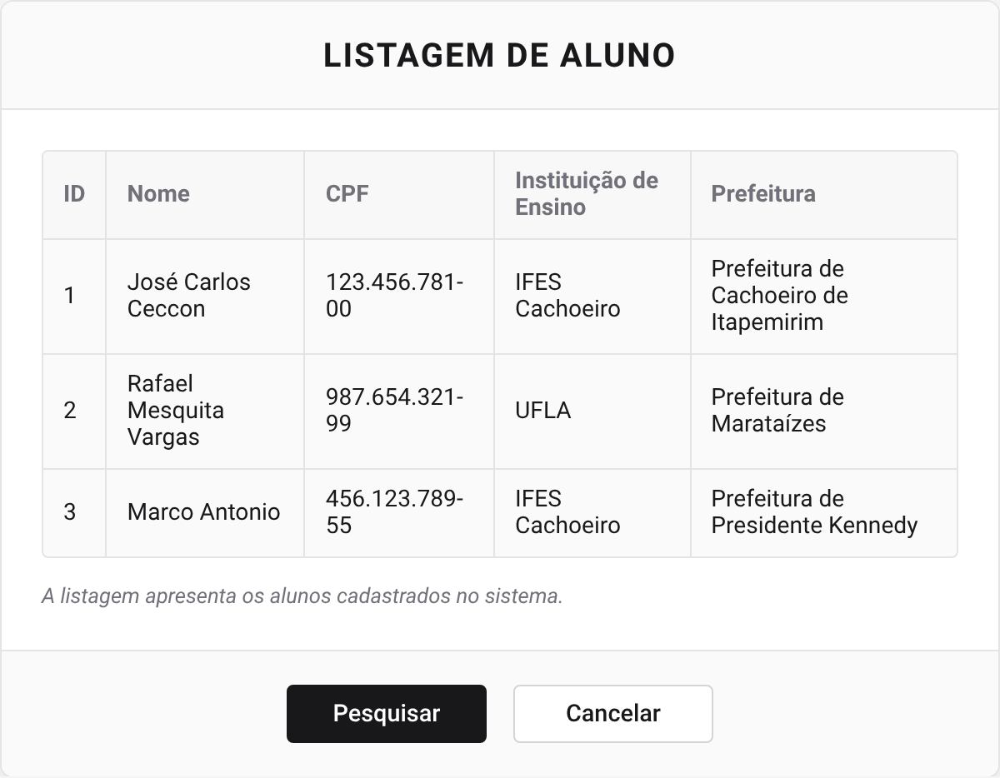 LISTAGEM DE ALUNO
ID
Nome
CPF
Instituição de
Ensino
Prefeitura
1
José Carlos
Ceccon
123.456.781-
00
IFES
Cachoeiro
Prefeitura de
Cachoeiro de
Itapemirim
2
Rafael
Mesquita
Vargas
987.654.321-
99
UFLA
Prefeitura de
Marataízes
3
Marco Antonio
456.123.789-
55
IFES
Cachoeiro
Prefeitura de
Presidente Kennedy
A listagem apresenta os alunos cadastrados no sistema.
Pesquisar
Cancelar